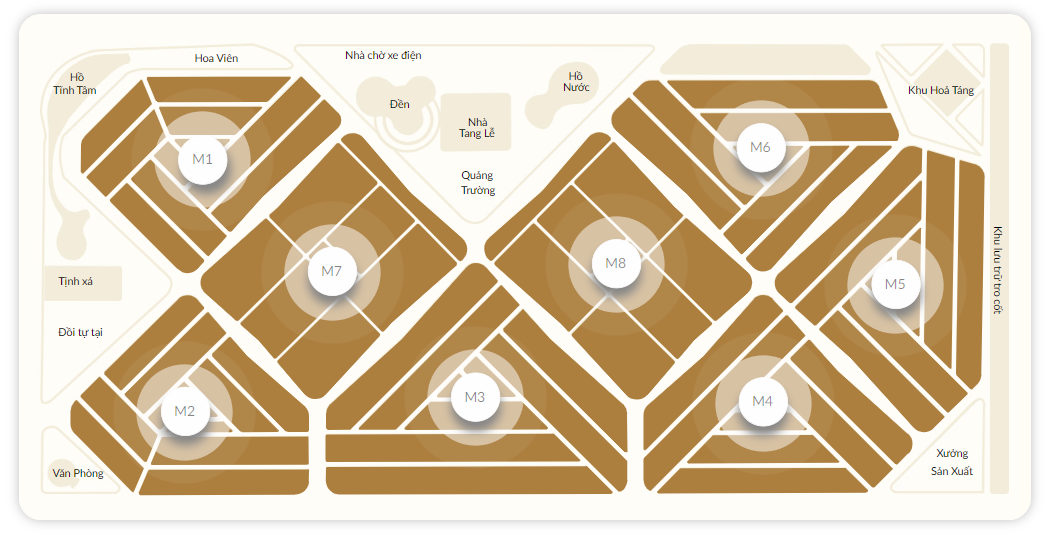 Hoa Viên
Nhà chờ xe điện
Hồ
Tĩnh Tâm
Đền
Hồ
Nước
Khu Hoả Táng
Nhà
Tang Lễ
M1
M6
Quảng
Trường
M7
M8
Tịnh xá
M5
Khu lưu trữ tro cốt
Đồi tự tại
M2
M3
M4
Văn Phòng
Xưởng
Sản Xuất